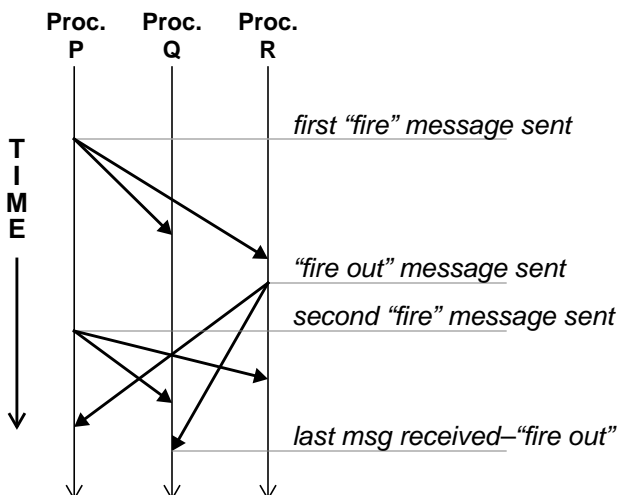 Proc. Proc. Proc.
P Q R
first “fire” message sent
T
I
M
E
“fire out” message sent
second “fire” message sent
last msg received–“fire out”